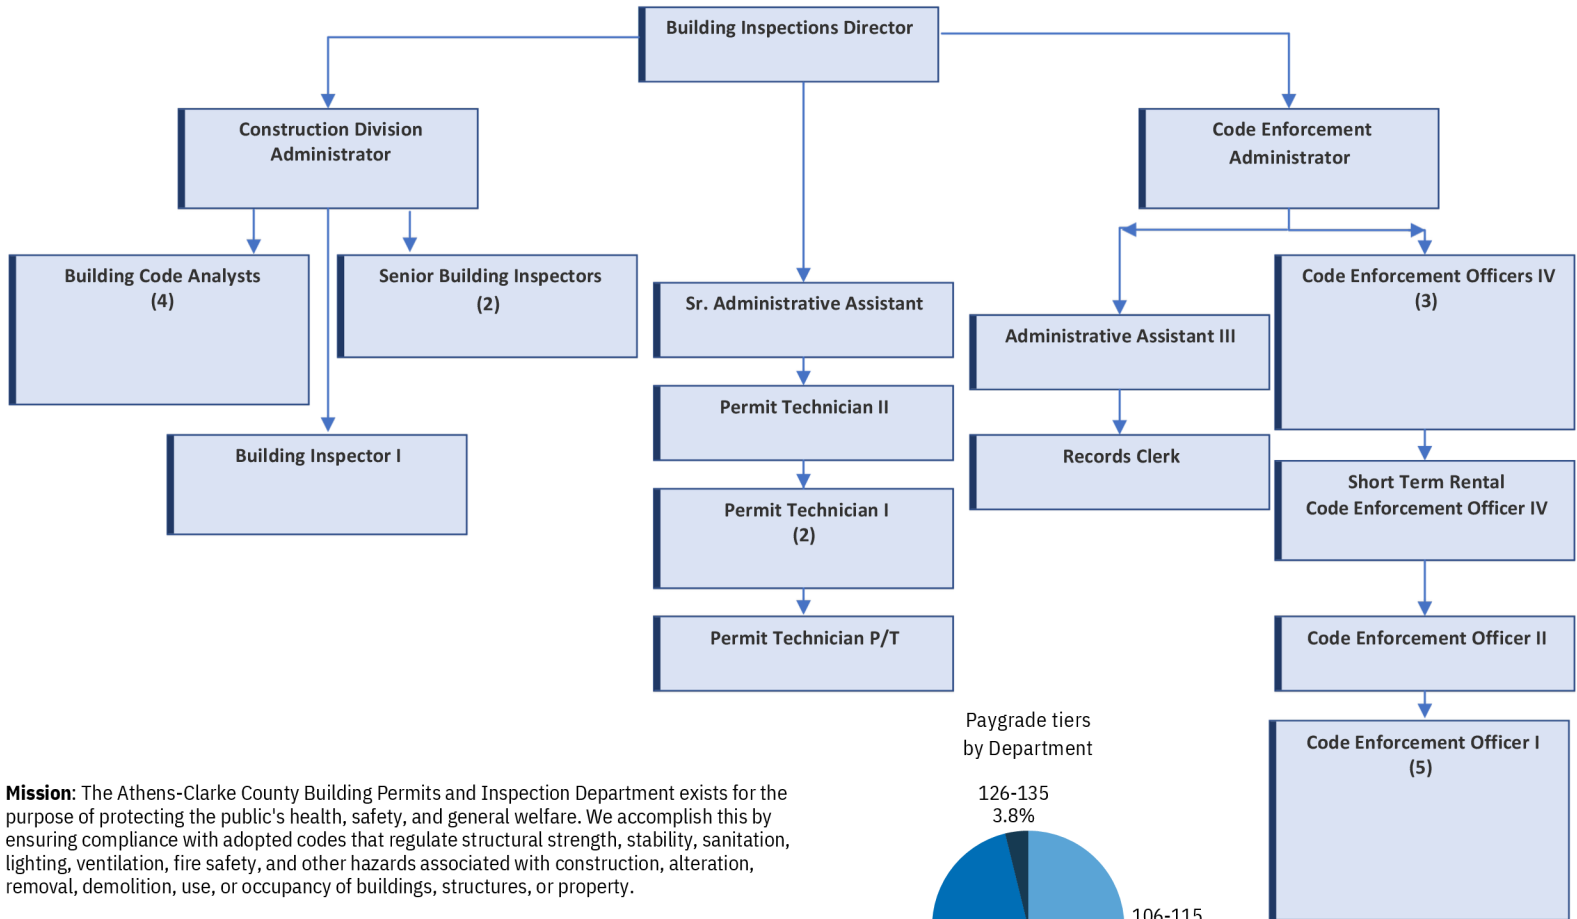 Building Inspections Director
Construction Division
Administrator
Code Enforcement
Administrator
Building Code Analysts
(4)
Senior Building Inspectors
(2)
Building Inspector I
Sr. Administrative Assistant
Permit Technician II
Permit Technician I
(2)
Permit Technician P/T
Administrative Assistant III
Records Clerk
Code Enforcement Officers IV
(3)
Short Term Rental
Code Enforcement Officer IV
Code Enforcement Officer II
Code Enforcement Officer I
(5)
Mission: The Athens-Clarke County Building Permits and Inspection Department exists for the
purpose of protecting the public's health, safety, and general welfare. We accomplish this by
ensuring compliance with adopted codes that regulate structural strength, stability, sanitation,
lighting, ventilation, fire safety, and other hazards associated with construction, alteration,
removal, demolition, use, or occupancy of buildings, structures, or property.
Paygrade tiers
by Department
126-135
3.8%
106-115